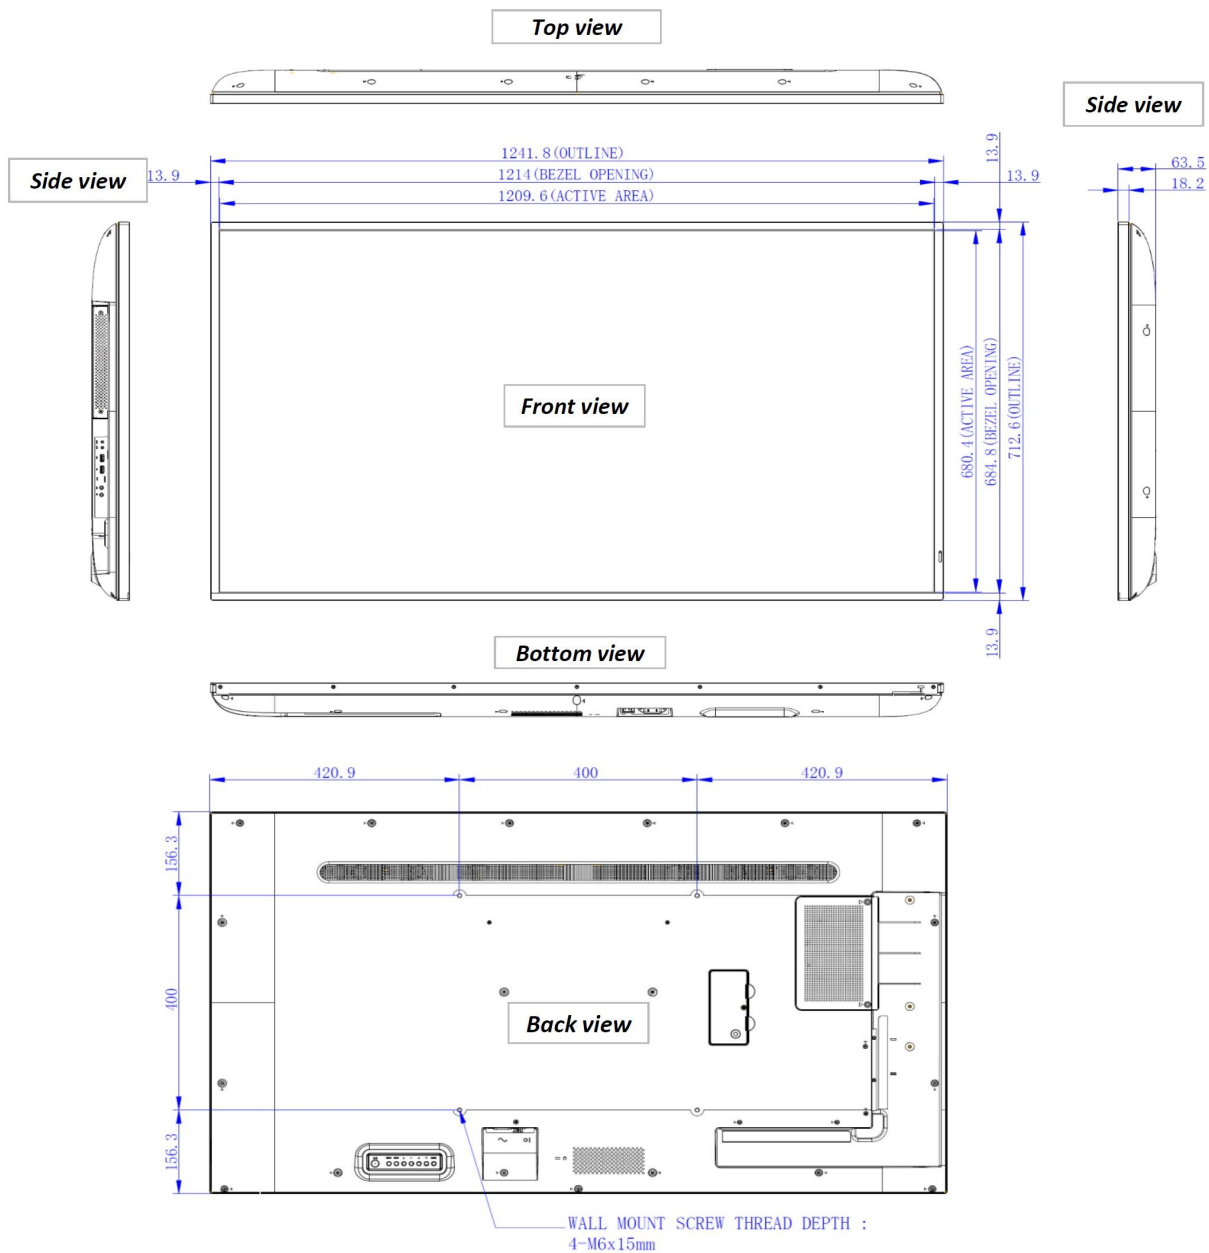 Top view
Side view
1241.8(OUTLINE)
13.9
63.5
Side view
13.9
1214(BEZEL OPENING)
13.9
18.2
1209.6(ACTIVE AREA)
Front view
680.4(ACTIVE AREA)
684.8(BEZEL OPENING)
712.6(OUTLINE)
13.9
Bottom view
420.9
400
420.9
156.3
400
Back view
156.3
WALL MOUNT SCREW THREAD DEPTH :
4-M6x15mm